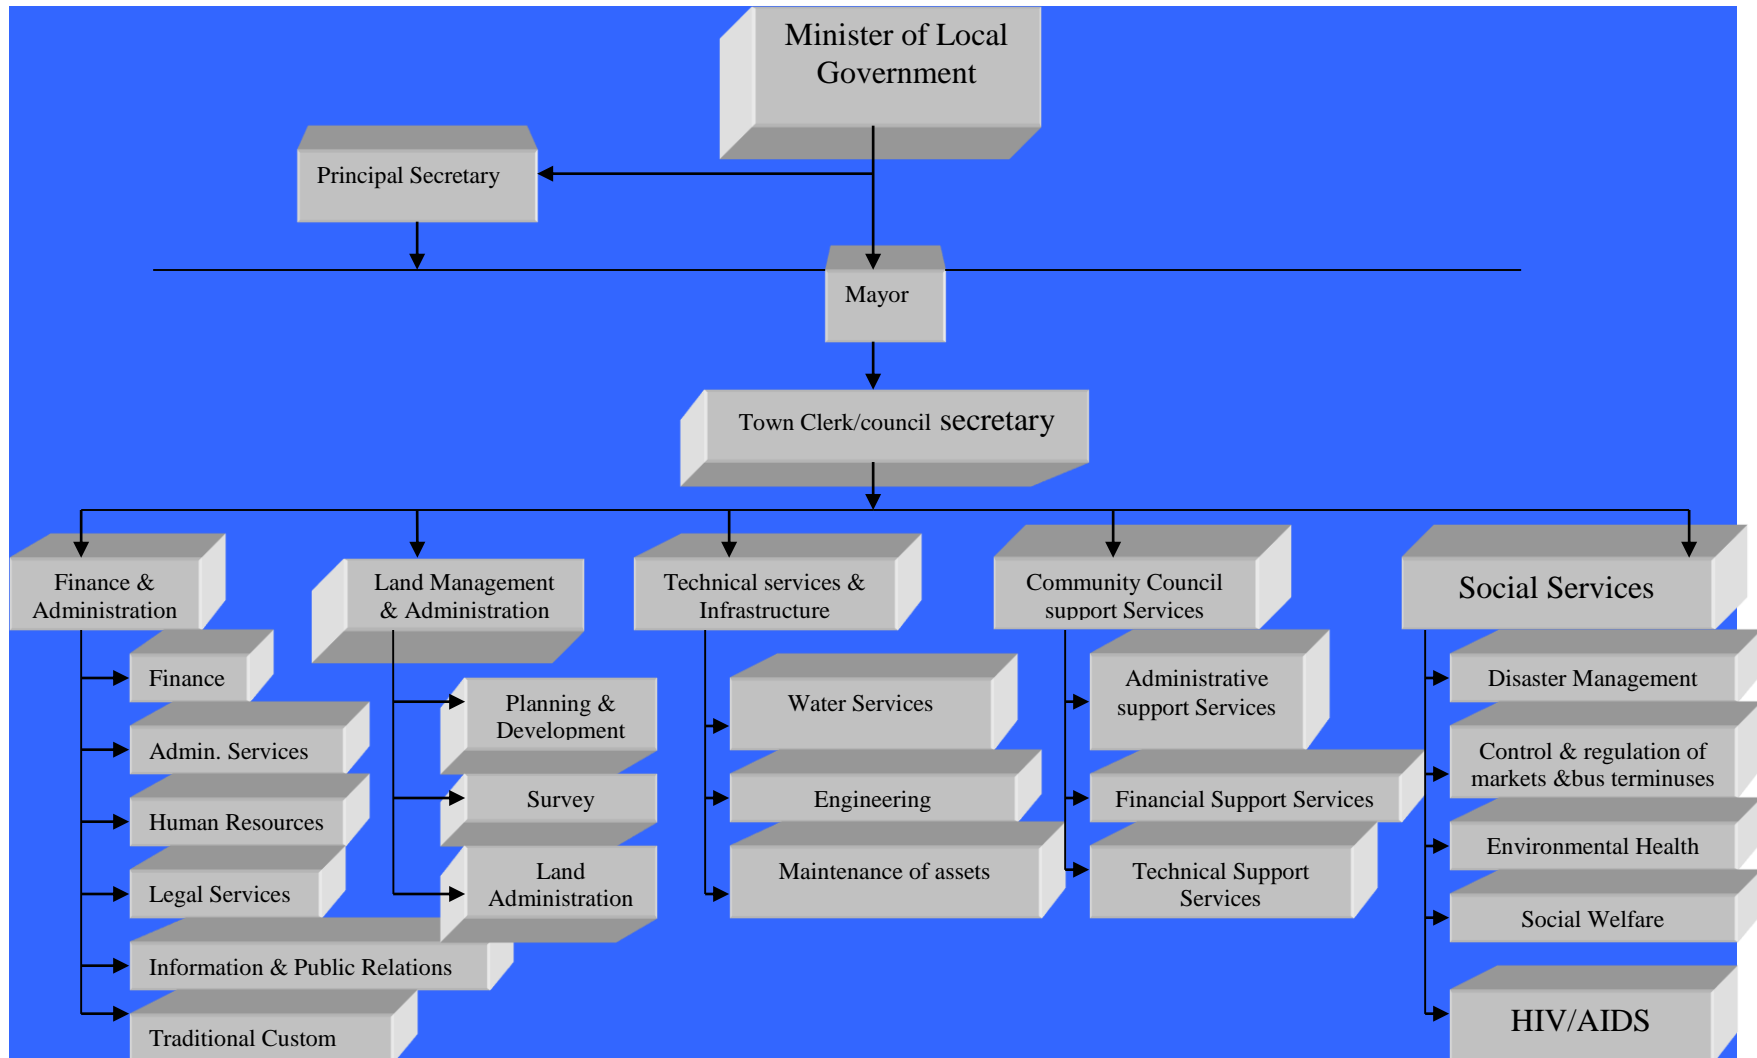 Minister of Local
Government
Principal Secretary
Mayor
Town Clerk/council secretary
Finance &
Administration
Land Management
& Administration
Technical services &
Infrastructure
Community Council
support Services
Social Services
Finance
Admin. Services
Human Resources
Legal Services
Information & Public Relations
Traditional Custom
Planning &
Development
Survey
Land
Administration
Water Services
Engineering
Maintenance of assets
Administrative
support Services
Financial Support Services
Technical Support
Services
Disaster Management
Control & regulation of
markets &bus terminuses
Environmental Health
Social Welfare
HIV/AIDS